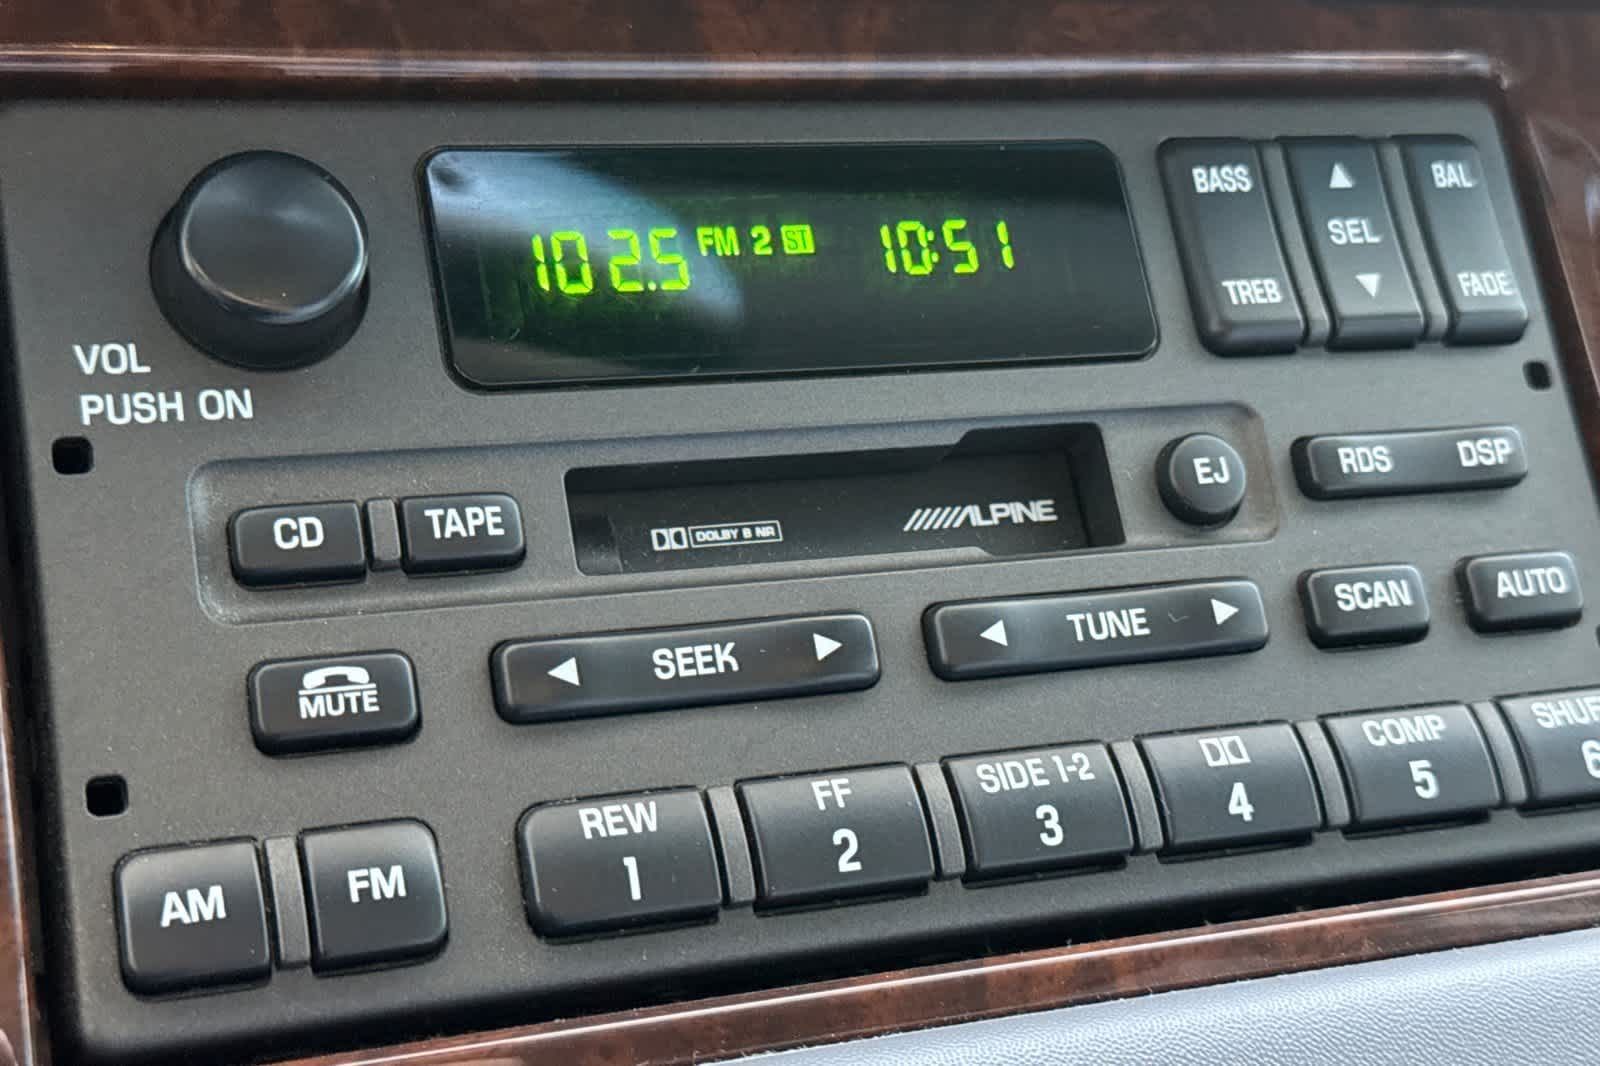 102.5 FM 2 ST 10:51
BASS
TREB
▲
SEL
▼
BAL
FADE
VOL
PUSH ON
CD TAPE
DOLBY B NR
ALPINE
EJ
RDS DSP
MUTE
◀ SEEK ▶
◀ TUNE ▶
SCAN
AUTO
AM
FM
REW
1
FF
2
SIDE 1-2
3
4
COMP
5
SHUF
6